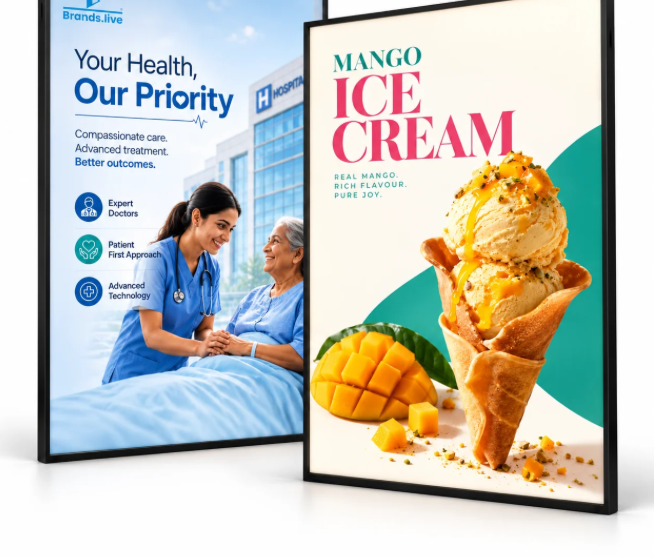 Brands.live
Your Health,
Our Priority
Compassionate care.
Advanced treatment.
Better outcomes.
Expert
Doctors
Patient
First Approach
Advanced
Technology
H HOSPITA
MANGO
ICE
CREAM
REAL MANGO.
RICH FLAVOUR.
PURE JOY.